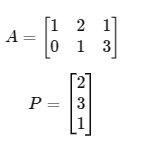 A = [1 2 1
0 1 3]
P = [2
3
1]